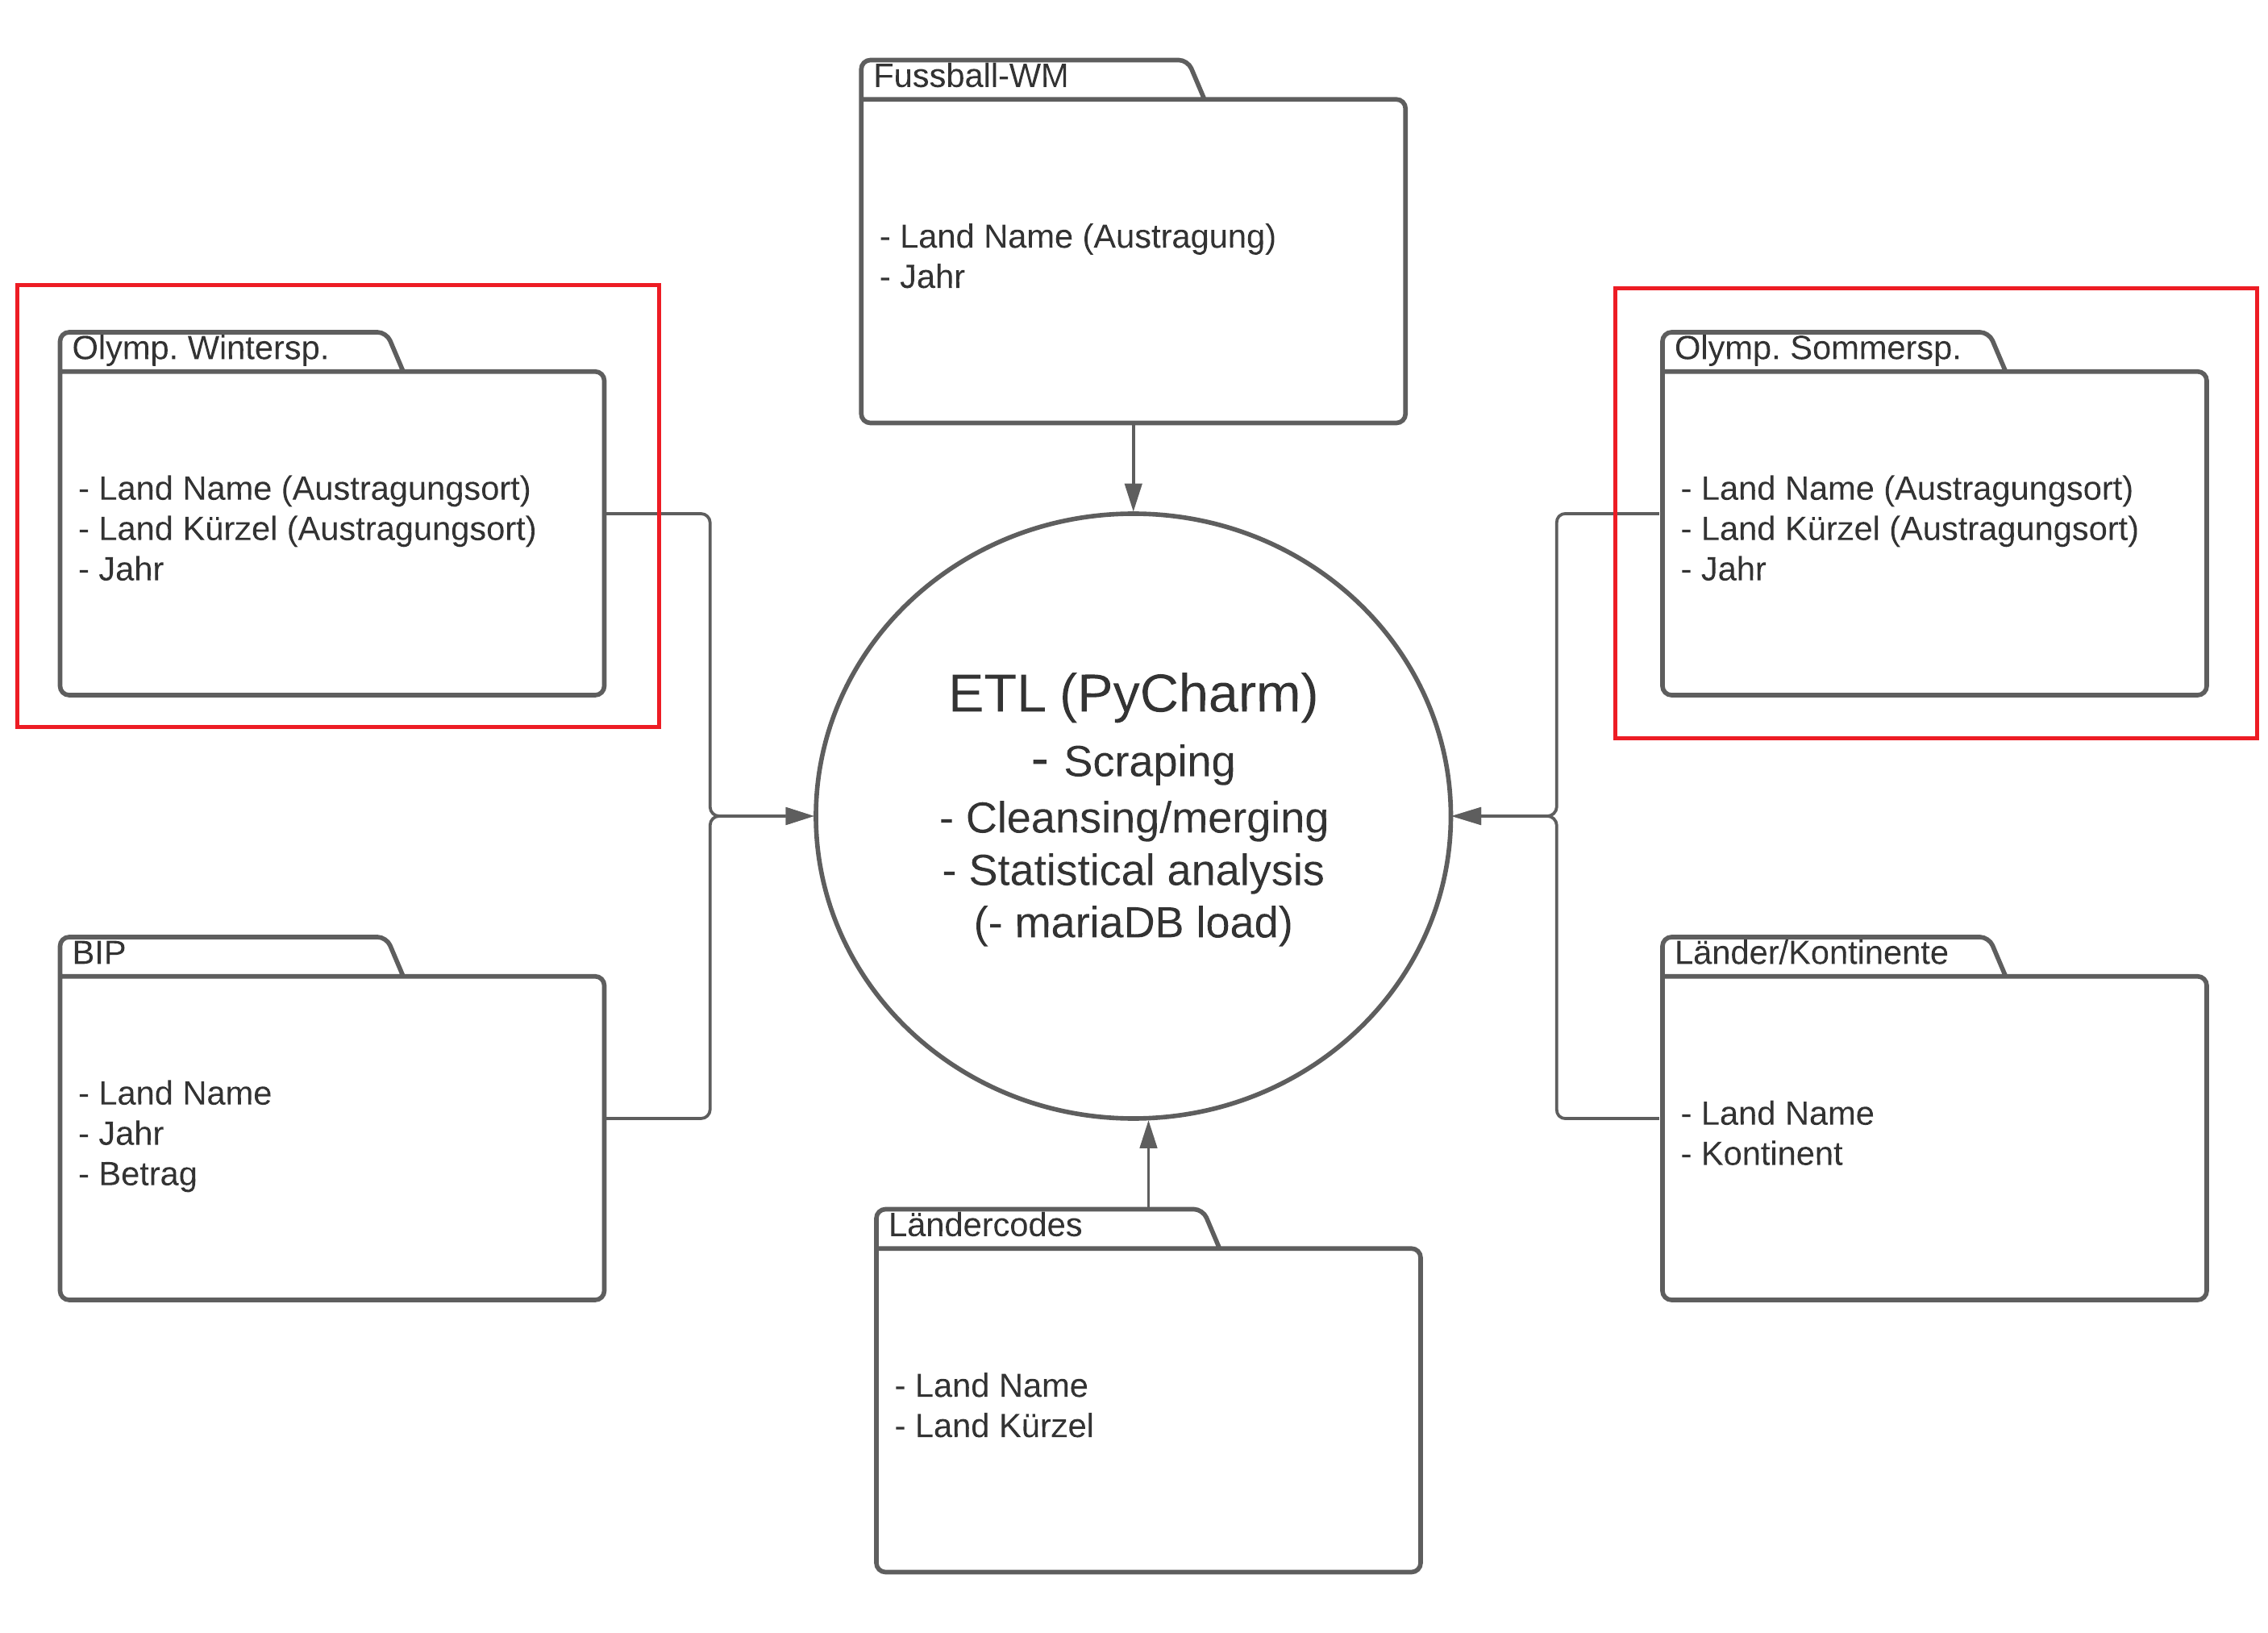 Fussball-WM
- Land Name (Austragung)
- Jahr
Olymp. Wintersp.
- Land Name (Austragungsort)
- Land Kürzel (Austragungsort)
- Jahr
Olymp. Sommersp.
- Land Name (Austragungsort)
- Land Kürzel (Austragungsort)
- Jahr
ETL (PyCharm)
- Scraping
- Cleansing/merging
- Statistical analysis
(- mariaDB load)
BIP
- Land Name
- Jahr
- Betrag
Länder/Kontinente
- Land Name
- Kontinent
Ländercodes
- Land Name
- Land Kürzel